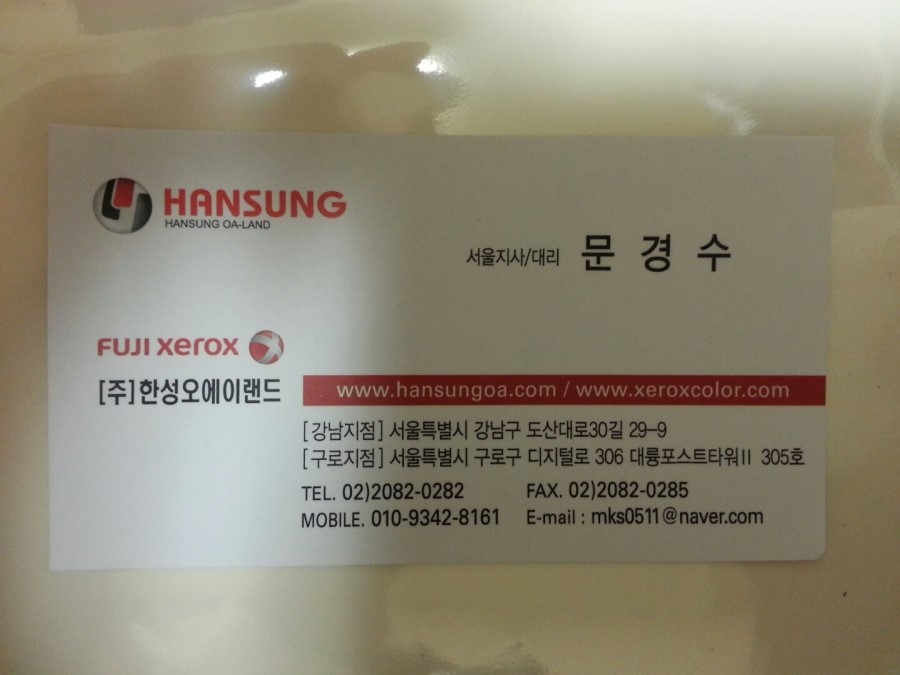 HANSUNG
HANSUNG OA-LAND
서울지사/대리 문 경 수
FUJI xerox
[주]한성오에이랜드
www.hansungoa.com / www.xeroxcolor.com
[강남지점] 서울특별시 강남구 도산대로30길 29-9
[구로지점] 서울특별시 구로구 디지털로 306 대륭포스트타워II 305호
TEL. 02)2082-0282 FAX. 02)2082-0285
MOBILE. 010-9342-8161 E-mail : mks0511@naver.com